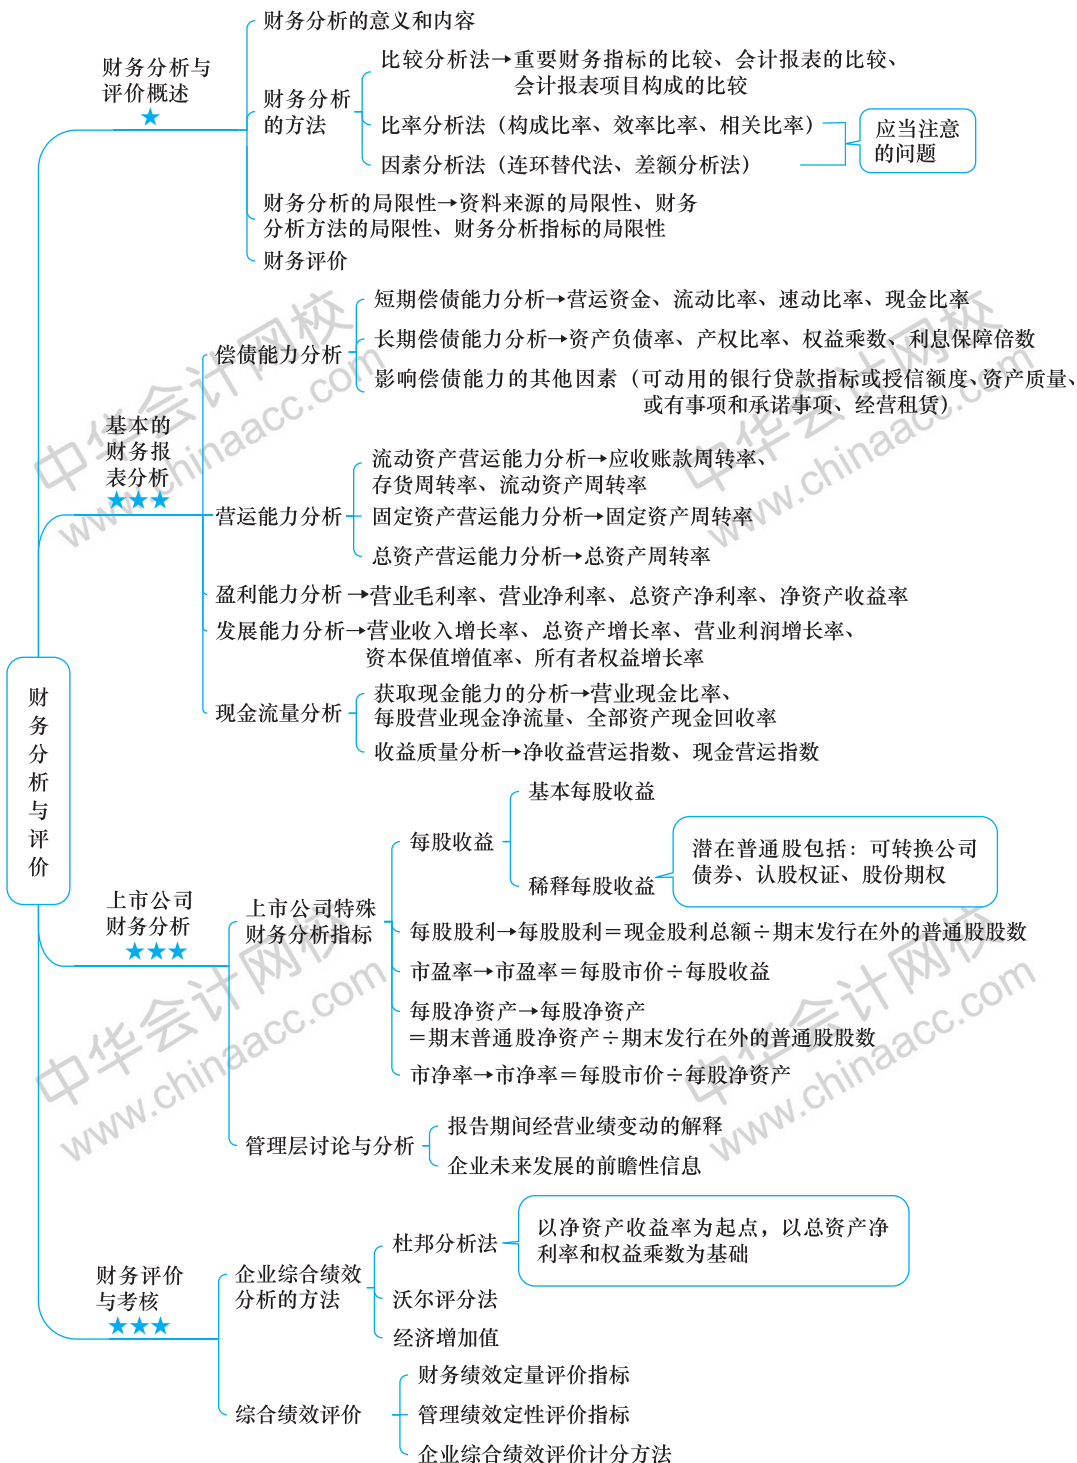 财务分析与评价
财务分析与
评价概述
★
财务分析的意义和内容
财务分析
的方法
比较分析法→重要财务指标的比较、会计报表的比较、
会计报表项目构成的比较
比率分析法（构成比率、效率比率、相关比率）
因素分析法（连环替代法、差额分析法）
应当注意
的问题
财务分析的局限性→资料来源的局限性、财务
分析方法的局限性、财务分析指标的局限性
财务评价
基本的
财务报
表分析
★★★
偿债能力分析
短期偿债能力分析→营运资金、流动比率、速动比率、现金比率
长期偿债能力分析→资产负债率、产权比率、权益乘数、利息保障倍数
影响偿债能力的其他因素（可动用的银行贷款指标或授信额度、资产质量、
或有事项和承诺事项、经营租赁）
营运能力分析
流动资产营运能力分析→应收账款周转率、
存货周转率、流动资产周转率
固定资产营运能力分析→固定资产周转率
总资产营运能力分析→总资产周转率
盈利能力分析→营业毛利率、营业净利率、总资产净利率、净资产收益率
发展能力分析→营业收入增长率、总资产增长率、营业利润增长率、
资本保值增值率、所有者权益增长率
现金流量分析
获取现金能力的分析→营业现金比率、
每股营业现金净流量、全部资产现金回收率
收益质量分析→净收益营运指数、现金营运指数
上市公司
财务分析
★★★
上市公司特殊
财务分析指标
每股收益
基本每股收益
稀释每股收益
潜在普通股包括：可转换公司
债券、认股权证、股份期权
每股股利→每股股利＝现金股利总额÷期末发行在外的普通股股数
市盈率→市盈率＝每股市价÷每股收益
每股净资产→每股净资产
＝期末普通股净资产÷期末发行在外的普通股股数
市净率→市净率＝每股市价÷每股净资产
管理层讨论与分析
报告期间经营业绩变动的解释
企业未来发展的前瞻性信息
财务评价
与考核
★★★
企业综合绩效
分析的方法
杜邦分析法
以净资产收益率为起点，以总资产净
利率和权益乘数为基础
沃尔评分法
经济增加值
综合绩效评价
财务绩效定量评价指标
管理绩效定性评价指标
企业综合绩效评价计分方法
中华会计网校
www.chinaacc.com
中华会计网校
www.chinaacc.com
中华会计网校
www.chinaacc.com
中华会计网校
www.chinaacc.com